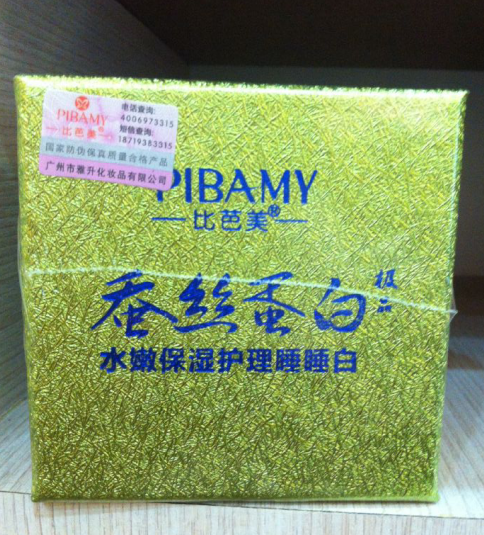 PIBAMY
比芭美®
电话查询:
4006973315
短信查询:
18719383315
国家防伪保真质量合格产品
广州市雅升化妆品有限公司
PIBAMY
比芭美®
蚕丝蛋白
极品
水嫩保湿护理睡睡白